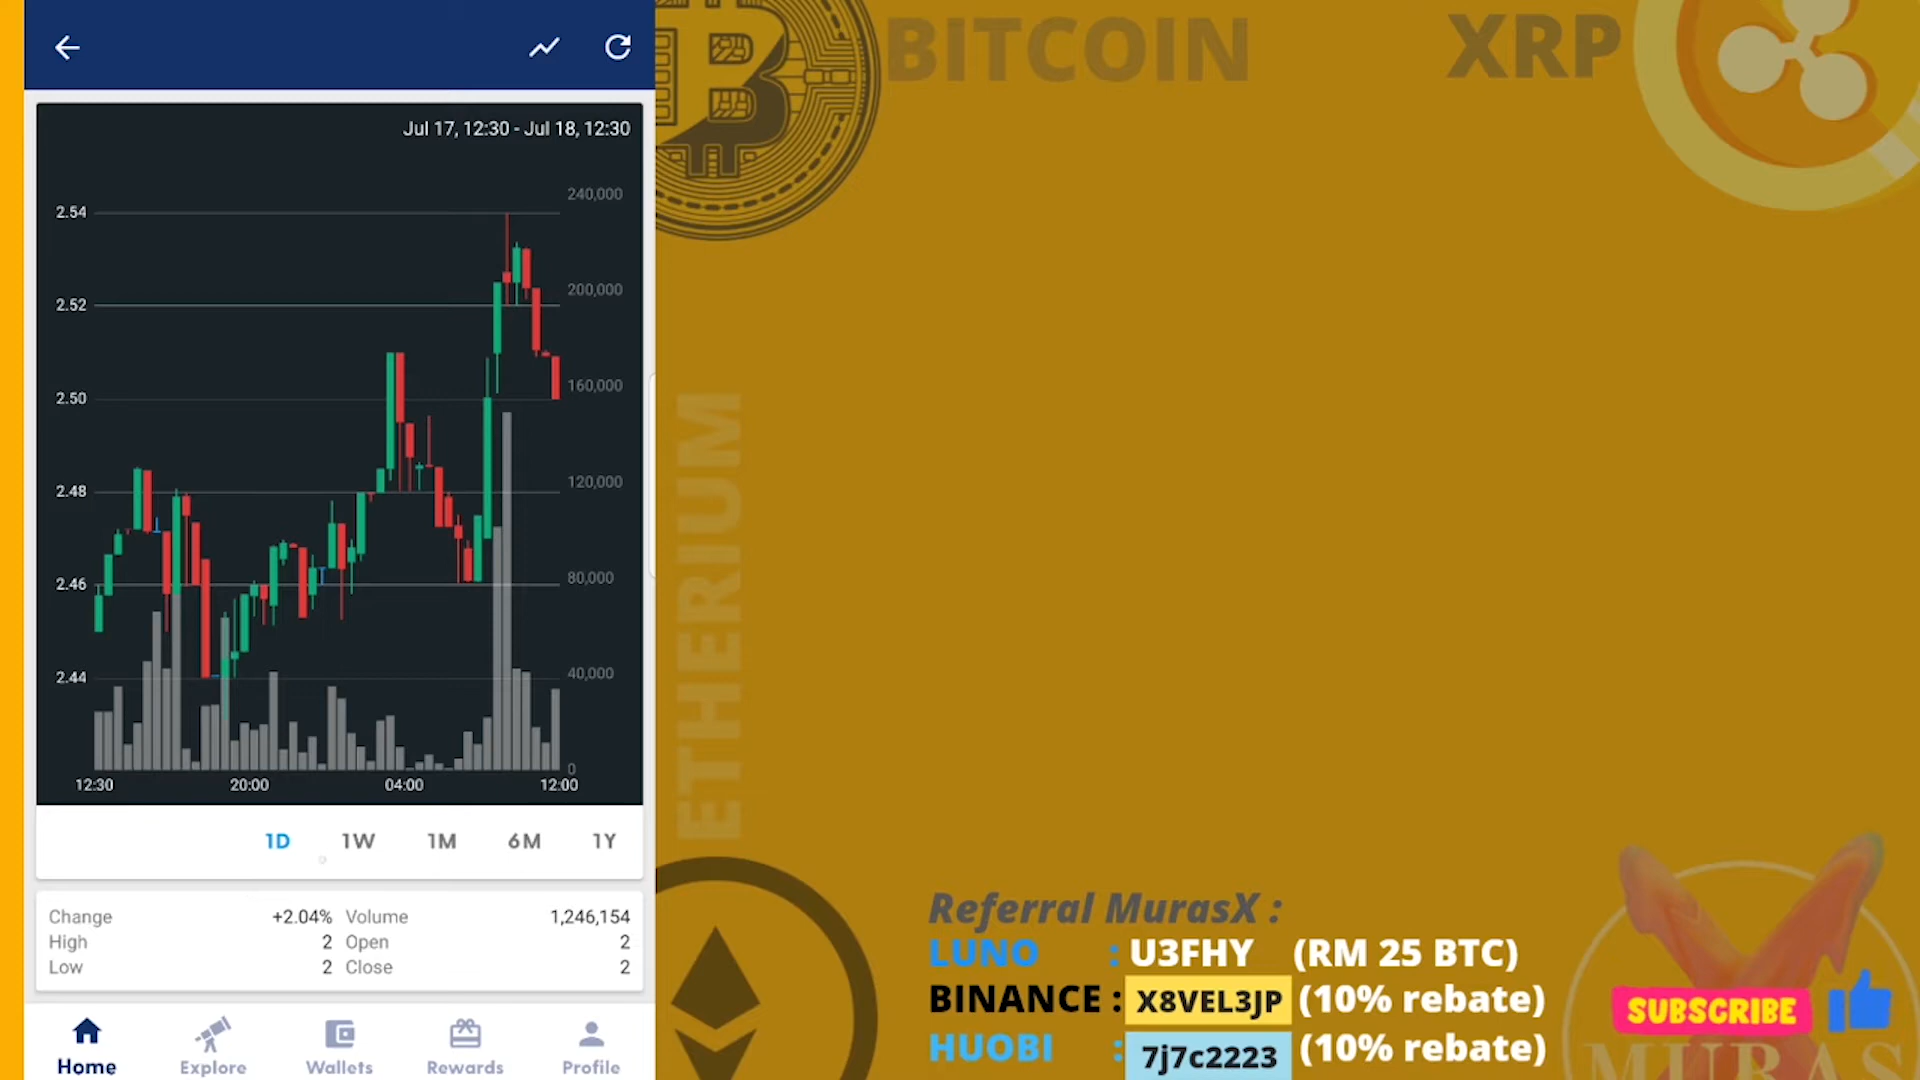 BITCOIN
XRP
Jul 17, 12:30 - Jul 18, 12:30
240,000
2.54
200,000
2.52
160,000
2.50
120,000
2.48
80,000
2.46
40,000
2.44
0
12:30 20:00 04:00 12:00
ETHERIUM
1D 1W 1M 6M 1Y
Change +2.04% Volume 1,246,154
High 2 Open 2
Low 2 Close 2
Home Explore Wallets Rewards Profile
Referral MurasX :
LUNO : U3FHY (RM 25 BTC)
BINANCE : X8VEL3JP (10% rebate)
HUOBI : 7j7c2223 (10% rebate)
SUBSCRIBE
MURAS